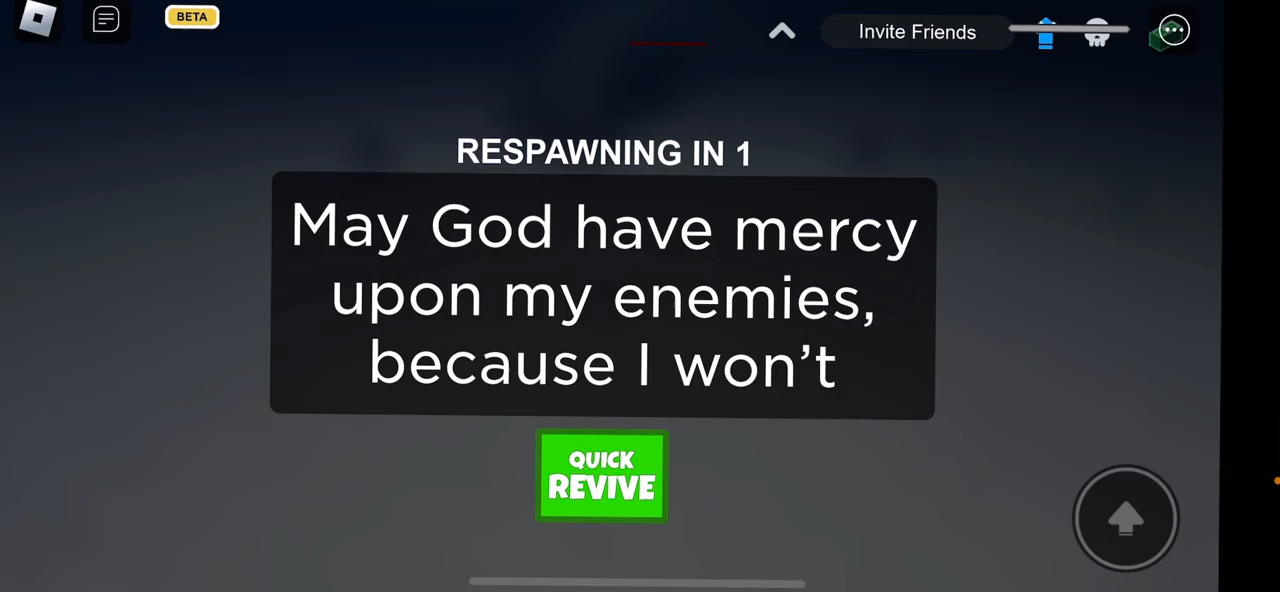 BETA
Invite Friends
RESPAWNING IN 1
May God have mercy
upon my enemies,
because I won’t
QUICK
REVIVE